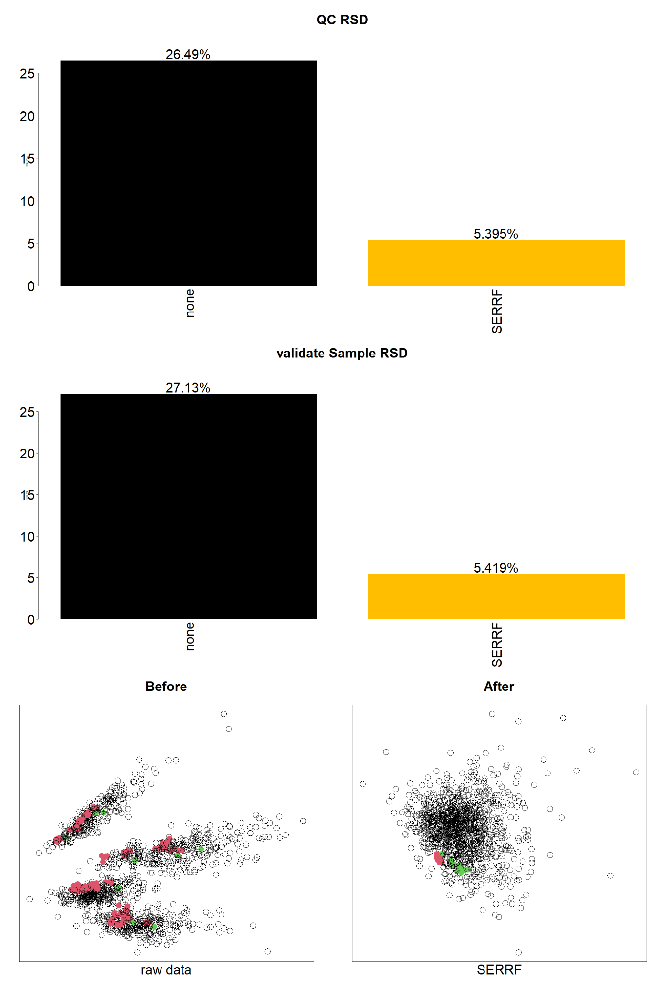 QC RSD
26.49%
25
20
15
10
5
0
5.395%
none
SERRF
validate Sample RSD
27.13%
25
20
15
10
5
0
5.419%
none
SERRF
Before
After
raw data
SERRF